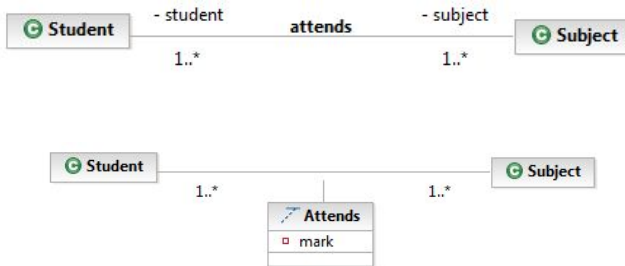 - student
- subject
C Student
attends
C Subject
1..*
1..*
C Student
C Subject
1..*
1..*
Attends
mark